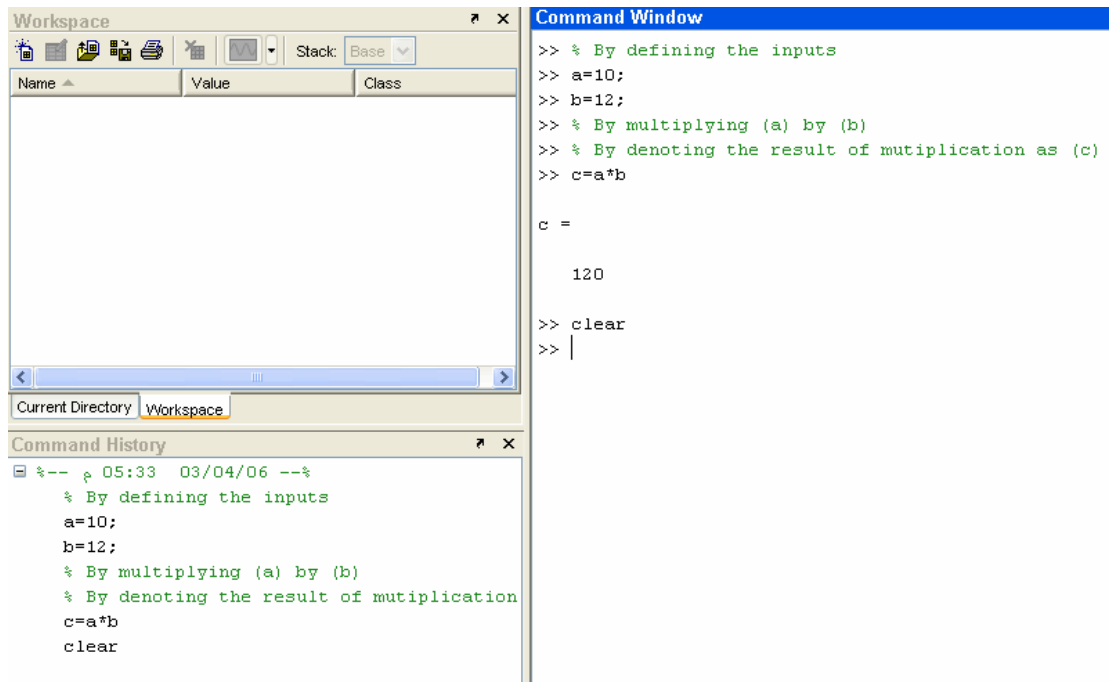 Workspace
Stack: Base
Name Value Class
Current Directory Workspace
Command History
%-- م 05:33 03/04/06 --%
% By defining the inputs
a=10;
b=12;
% By multiplying (a) by (b)
% By denoting the result of mutiplication
c=a*b
clear
Command Window
>> % By defining the inputs
>> a=10;
>> b=12;
>> % By multiplying (a) by (b)
>> % By denoting the result of mutiplication as (c)
>> c=a*b
c =
120
>> clear
>>